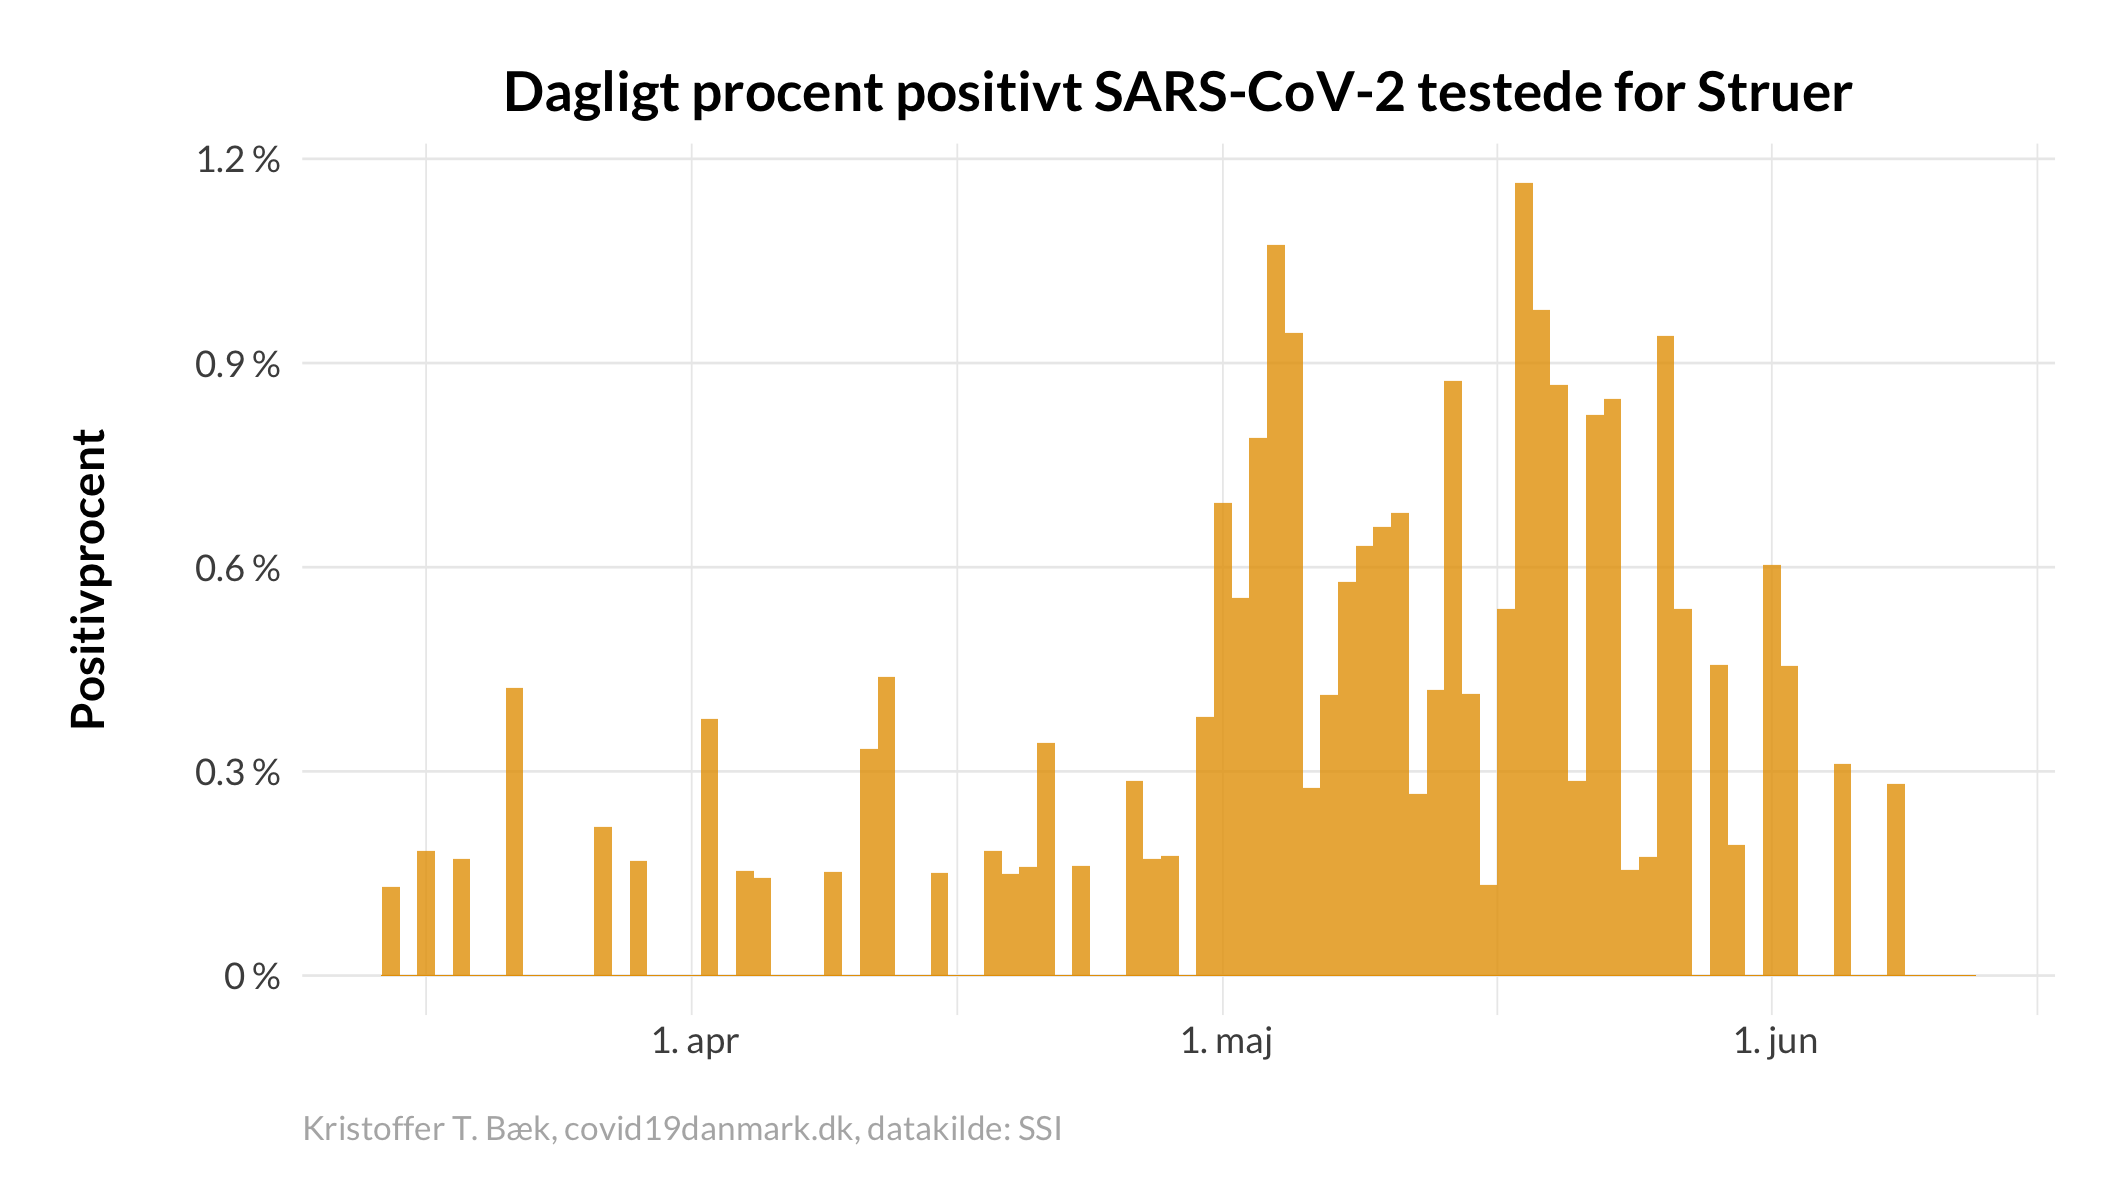 Dagligt procent positivt SARS-CoV-2 testede for Struer
Positivprocent
1.2 %
0.9 %
0.6 %
0.3 %
0 %
1. apr
1. maj
1. jun
Kristoffer T. Bæk, covid19danmark.dk, datakilde: SSI